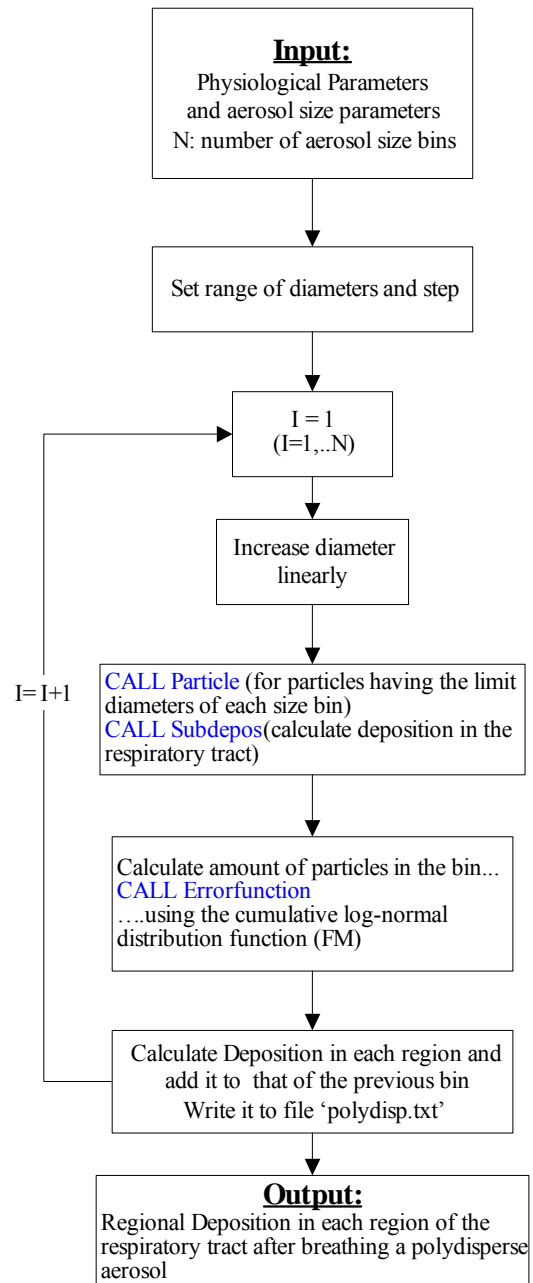 Input:
Physiological Parameters
and aerosol size parameters
N: number of aerosol size bins
Set range of diameters and step
I = 1
(I=1,..N)
Increase diameter
linearly
I= I+1
CALL Particle (for particles having the limit
diameters of each size bin)
CALL Subdepos(calculate deposition in the
respiratory tract)
Calculate amount of particles in the bin...
CALL Errorfunction
….using the cumulative log-normal
distribution function (FM)
Calculate Deposition in each region and
add it to that of the previous bin
Write it to file ‘polydisp.txt’
Output:
Regional Deposition in each region of the
respiratory tract after breathing a polydisperse
aerosol